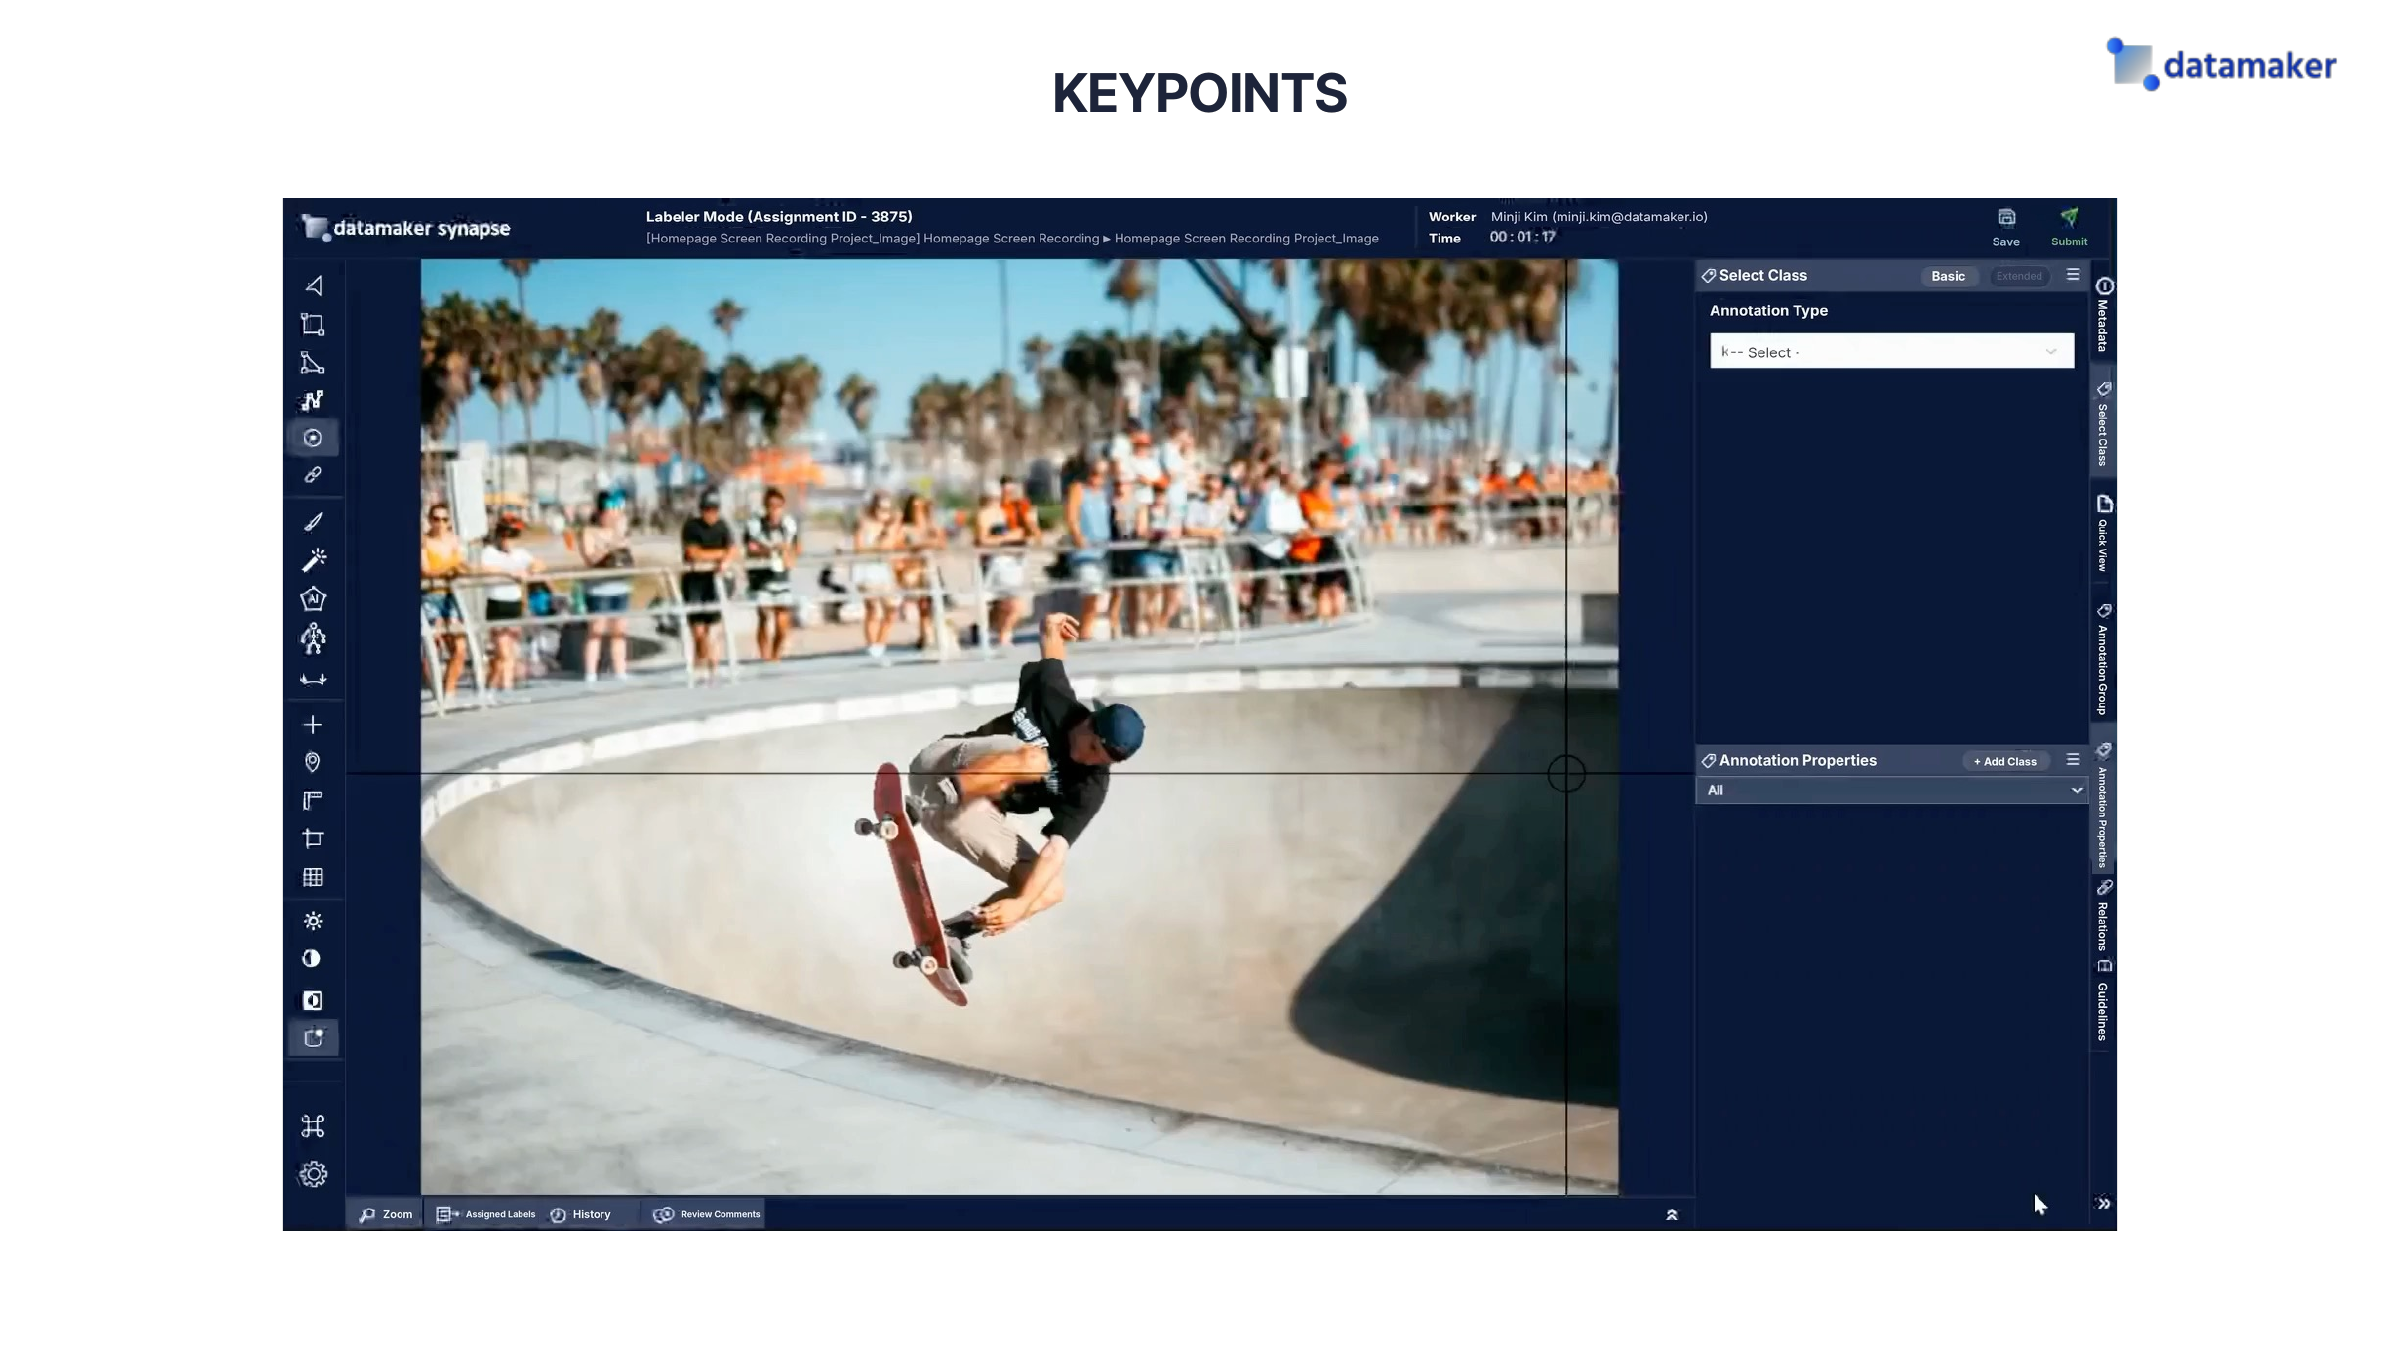 KEYPOINTS
datamaker
datamaker synapse
Labeler Mode (Assignment ID - 3875)
[Homepage Screen Recording Project_Image] Homepage Screen Recording ▸ Homepage Screen Recording Project_Image
Worker Minji Kim (minji.kim@datamaker.io)
Time 00:01:17
Save
Submit
Select Class
Basic
Extended
Annotation Type
k-- Select -
Annotation Properties
+ Add Class
All
Metadata
Select Class
Quick View
Annotation Group
Annotation Properties
Relations
Guidelines
AI
Zoom
Assigned Labels
History
Review Comments